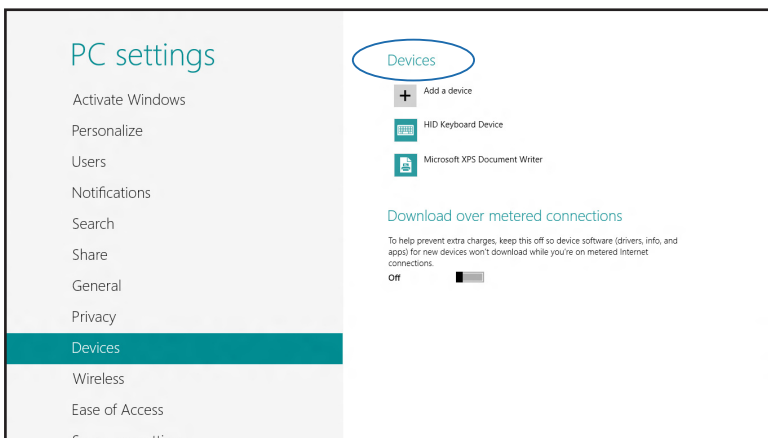 PC settings
Activate Windows
Personalize
Users
Notifications
Search
Share
General
Privacy
Devices
Wireless
Ease of Access
Devices
Add a device
HID Keyboard Device
Microsoft XPS Document Writer
Download over metered connections
To help prevent extra charges, keep this off so device software (drivers, info, and
apps) for new devices won't download while you're on metered Internet
connections.
Off